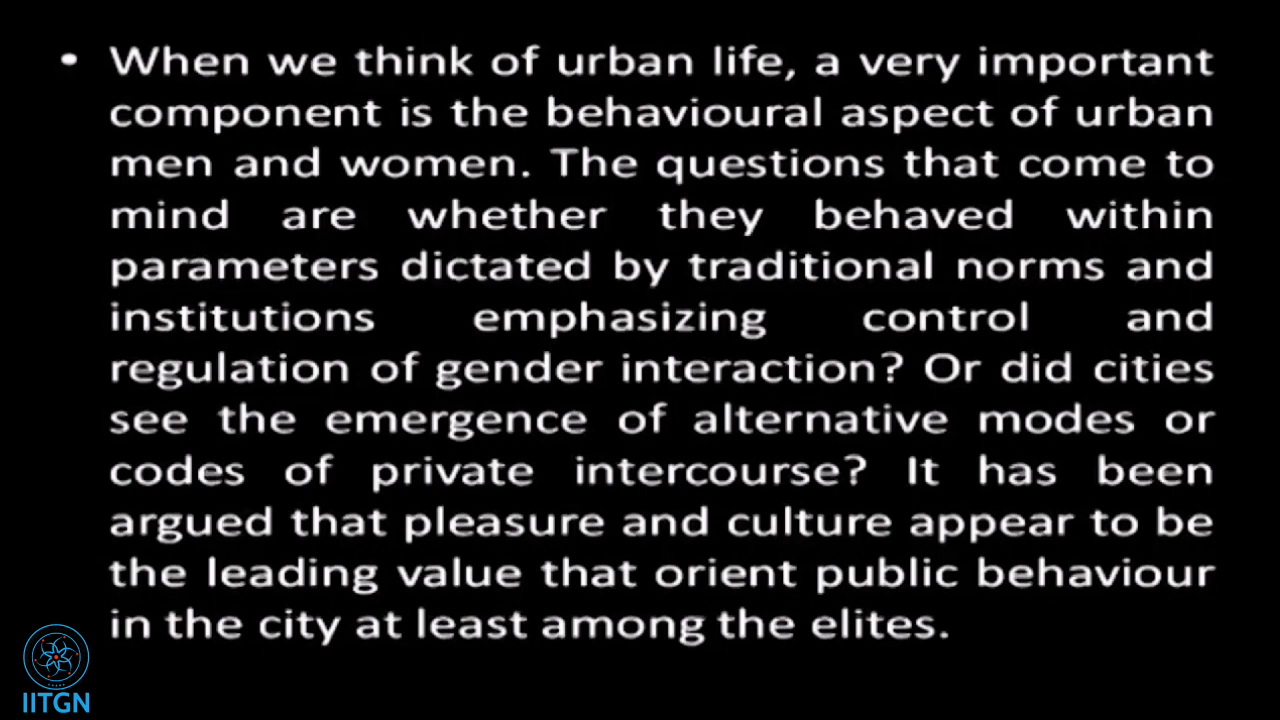 • When we think of urban life, a very important
component is the behavioural aspect of urban
men and women. The questions that come to
mind are whether they behaved within
parameters dictated by traditional norms and
institutions emphasizing control and
regulation of gender interaction? Or did cities
see the emergence of alternative modes or
codes of private intercourse? It has been
argued that pleasure and culture appear to be
the leading value that orient public behaviour
in the city at least among the elites.
IITGN